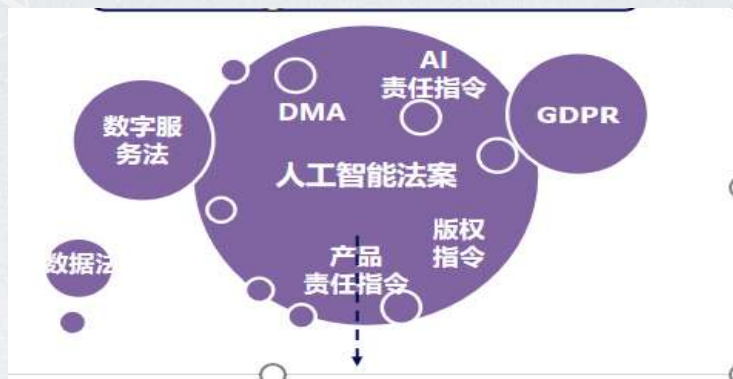 AI
责任指令
DMA
GDPR
数字服
务法
人工智能法案
版权
指令
数据法
产品
责任指令